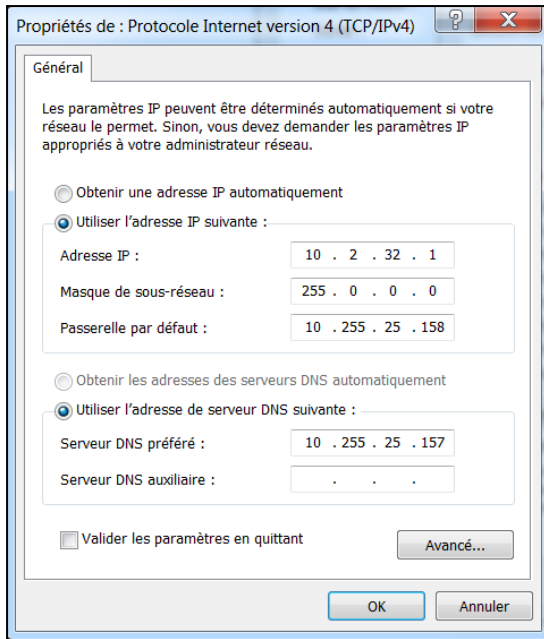 Propriétés de : Protocole Internet version 4 (TCP/IPv4)
Général
Les paramètres IP peuvent être déterminés automatiquement si votre
réseau le permet. Sinon, vous devez demander les paramètres IP
appropriés à votre administrateur réseau.
Obtenir une adresse IP automatiquement
Utiliser l'adresse IP suivante :
Adresse IP : 10 . 2 . 32 . 1
Masque de sous-réseau : 255 . 0 . 0 . 0
Passerelle par défaut : 10 . 255 . 25 . 158
Obtenir les adresses des serveurs DNS automatiquement
Utiliser l'adresse de serveur DNS suivante :
Serveur DNS préféré : 10 . 255 . 25 . 157
Serveur DNS auxiliaire : . . .
Valider les paramètres en quittant
Avancé...
OK Annuler